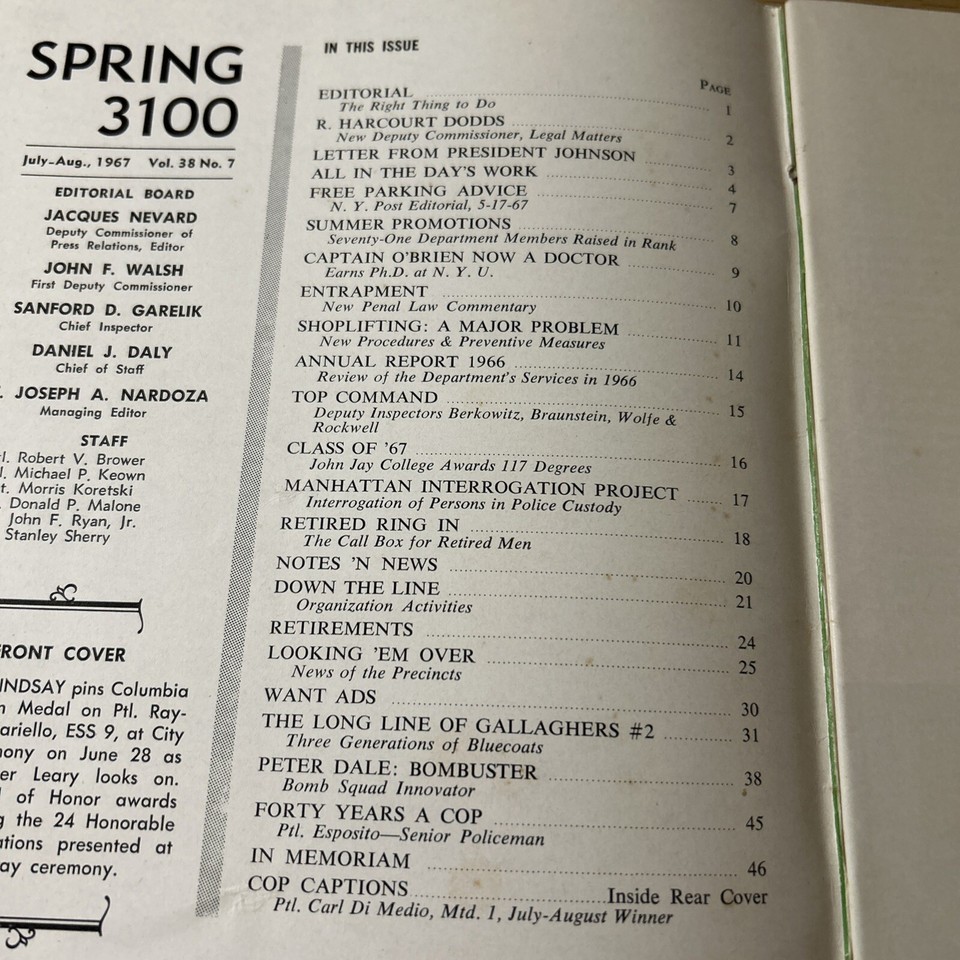 SPRING
3100
July-Aug., 1967 Vol. 38 No. 7
EDITORIAL BOARD
JACQUES NEVARD
Deputy Commissioner of
Press Relations, Editor
JOHN F. WALSH
First Deputy Commissioner
SANFORD D. GARELIK
Chief Inspector
DANIEL J. DALY
Chief of Staff
JOSEPH A. NARDOZA
Managing Editor
STAFF
Robert V. Brower
Michael P. Keown
Morris Koretski
Donald P. Malone
John F. Ryan, Jr.
Stanley Sherry
FRONT COVER
LINDSAY pins Columbia
Medal on Ptl. Ray-
ariello, ESS 9, at City
on June 28 as
Leary looks on.
of Honor awards
the 24 Honorable
presented at
ceremony.
IN THIS ISSUE
PAGE
EDITORIAL 1
The Right Thing to Do
R. HARCOURT DODDS 2
New Deputy Commissioner, Legal Matters
LETTER FROM PRESIDENT JOHNSON 3
ALL IN THE DAY'S WORK 4
FREE PARKING ADVICE 7
N. Y. Post Editorial, 5-17-67
SUMMER PROMOTIONS 8
Seventy-One Department Members Raised in Rank
CAPTAIN O'BRIEN NOW A DOCTOR 9
Earns Ph.D. at N. Y. U.
ENTRAPMENT 10
New Penal Law Commentary
SHOPLIFTING: A MAJOR PROBLEM 11
New Procedures & Preventive Measures
ANNUAL REPORT 1966 14
Review of the Department's Services in 1966
TOP COMMAND 15
Deputy Inspectors Berkowitz, Braunstein, Wolfe &
Rockwell
CLASS OF '67 16
John Jay College Awards 117 Degrees
MANHATTAN INTERROGATION PROJECT 17
Interrogation of Persons in Police Custody
RETIRED RING IN 18
The Call Box for Retired Men
NOTES 'N NEWS 20
DOWN THE LINE 21
Organization Activities
RETIREMENTS 24
LOOKING 'EM OVER 25
News of the Precincts
WANT ADS 30
THE LONG LINE OF GALLAGHERS #2 31
Three Generations of Bluecoats
PETER DALE: BOMBUSTER 38
Bomb Squad Innovator
FORTY YEARS A COP 45
Ptl. Esposito—Senior Policeman
IN MEMORIAM 46
COP CAPTIONS Inside Rear Cover
Ptl. Carl Di Medio, Mtd. 1, July-August Winner